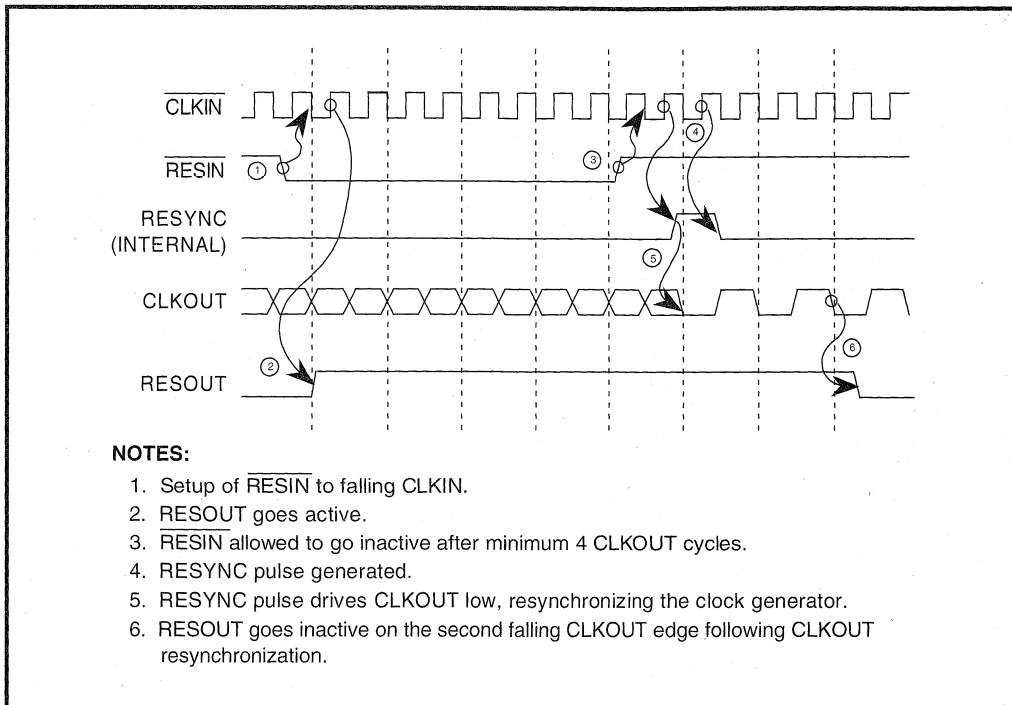 CLKIN
4
1
3
RESIN
RESYNC
(INTERNAL)
5
CLKOUT
6
2
RESOUT
NOTES:
1. Setup of RESIN to falling CLKIN.
2. RESOUT goes active.
3. RESIN allowed to go inactive after minimum 4 CLKOUT cycles.
4. RESYNC pulse generated.
5. RESYNC pulse drives CLKOUT low, resynchronizing the clock generator.
6. RESOUT goes inactive on the second falling CLKOUT edge following CLKOUT
resynchronization.